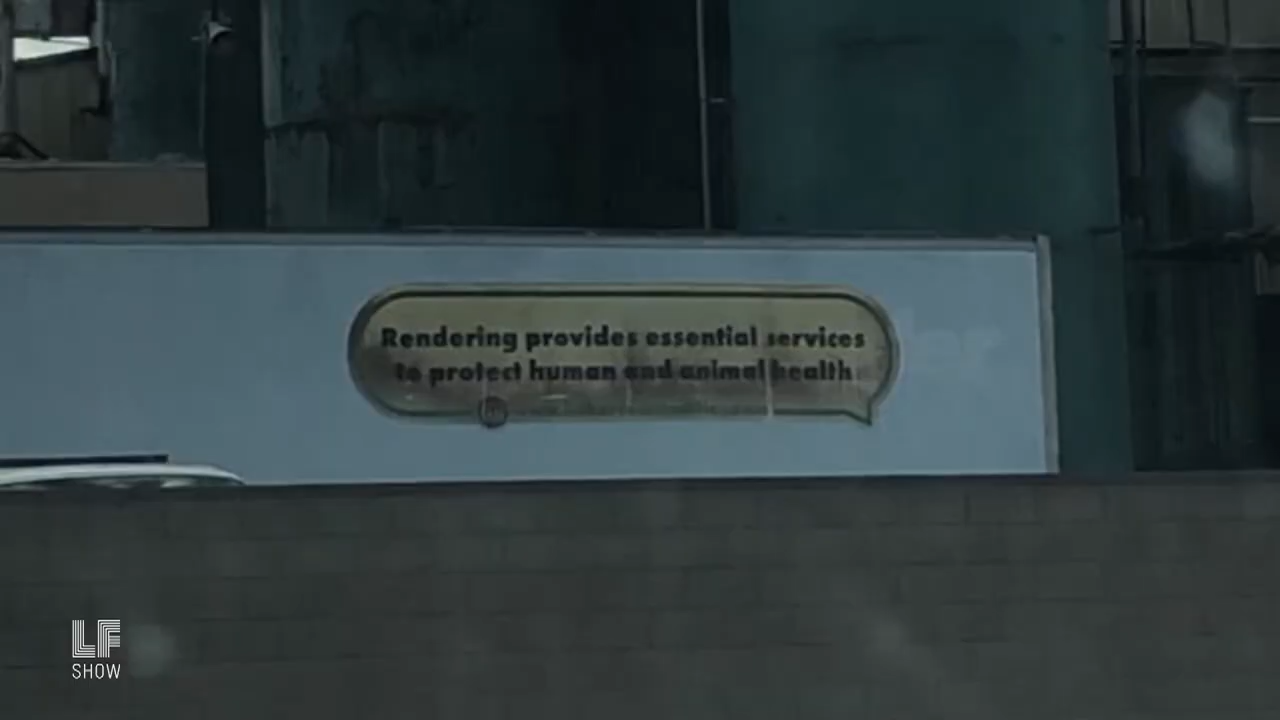 Rendering provides essential services
to protect human and animal health
LF
SHOW